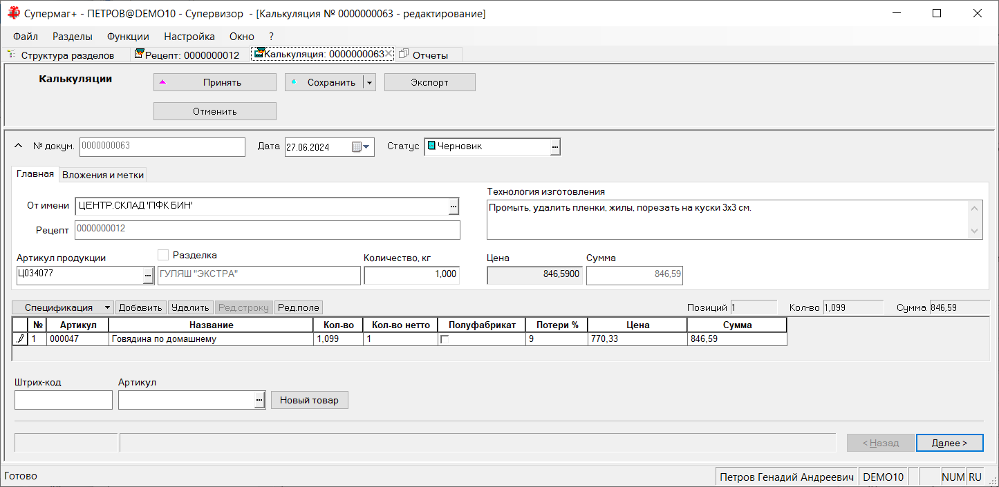 Супермаг+ - ПЕТРОВ@DEMO10 - Супервизор - [Калькуляция № 0000000063 - редактирование]
Файл Разделы Функции Настройка Окно ?
Структура разделов Рецепт: 0000000012 Калькуляция: 0000000063 Отчеты
Калькуляции Принять Сохранить Экспорт
Отменить
№ докум. 0000000063 Дата 27.06.2024 Статус Черновик ...
Главная Вложения и метки
Технология изготовления
От имени ЦЕНТР.СКЛАД 'ПФК БИН' ...
Промыть, удалить пленки, жилы, порезать на куски 3х3 см.
Рецепт 0000000012
Артикул продукции Разделка Количество, кг Цена Сумма
Ц034077 ... ГУЛЯШ "ЭКСТРА" 1,000 846,5900 846,59
Спецификация Добавить Удалить Ред.строку Ред.поле Позиций 1 Кол-во 1,099 Сумма 846,59
№ Артикул Название Кол-во Кол-во нетто Полуфабрикат Потери % Цена Сумма
1 000047 Говядина по домашнему 1,099 1 9 770,33 846,59
Штрих-код Артикул
... Новый товар
< Назад Далее >
Готово Петров Генадий Андреевич DEMO10 NUM RU